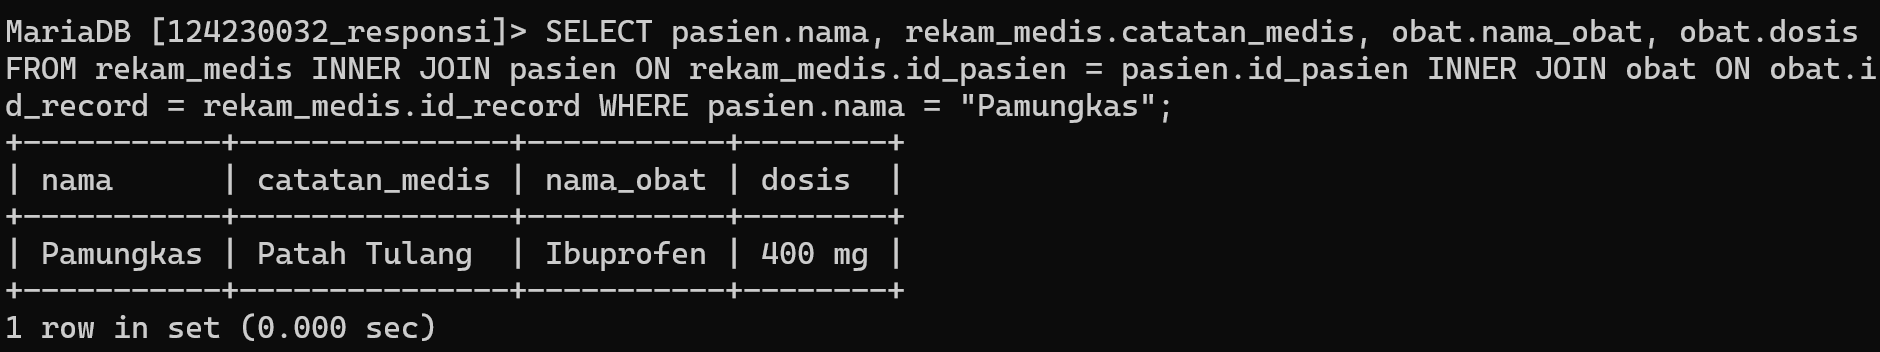 MariaDB [124230032_responsi]> SELECT pasien.nama, rekam_medis.catatan_medis, obat.nama_obat, obat.dosis
FROM rekam_medis INNER JOIN pasien ON rekam_medis.id_pasien = pasien.id_pasien INNER JOIN obat ON obat.i
d_record = rekam_medis.id_record WHERE pasien.nama = "Pamungkas";
+-----------+---------------+-----------+--------+
| nama      | catatan_medis | nama_obat | dosis  |
+-----------+---------------+-----------+--------+
| Pamungkas | Patah Tulang  | Ibuprofen | 400 mg |
+-----------+---------------+-----------+--------+
1 row in set (0.000 sec)